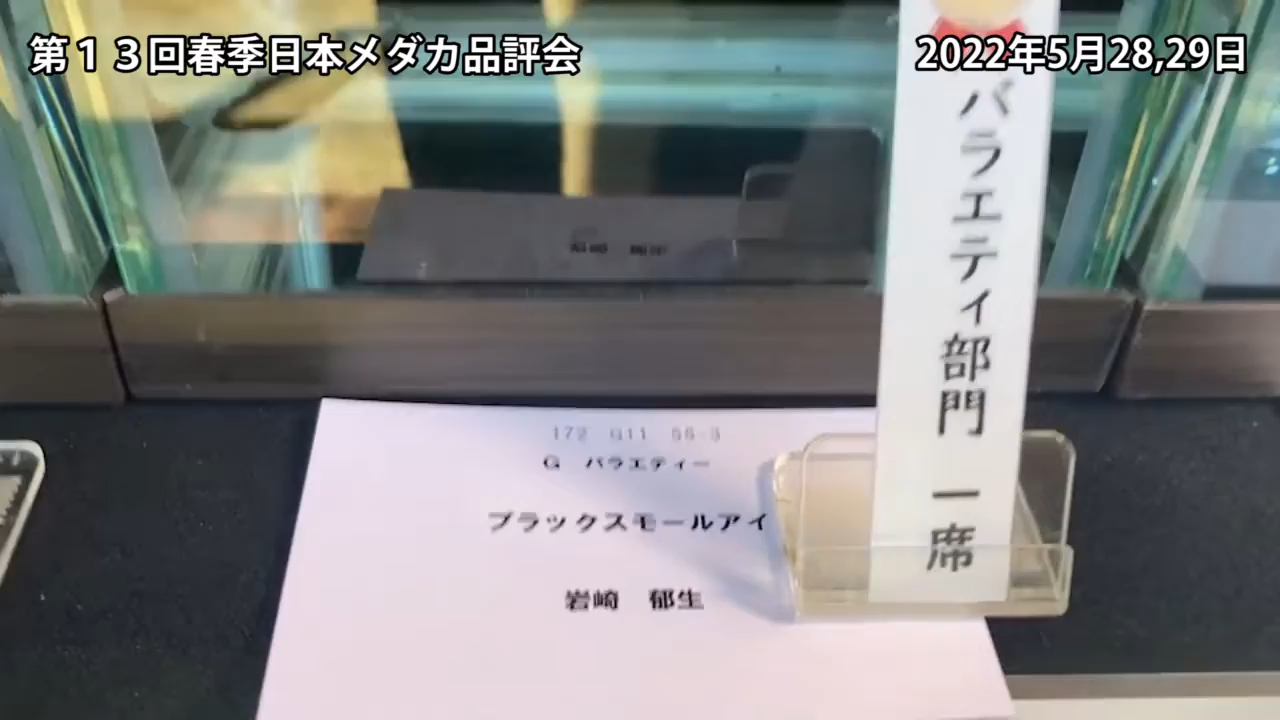 第１３回春季日本メダカ品評会
2022年5月28,29日
バラエティ部門 一席
172 G11 55-3
G バラエティー
ブラックスモールアイ
岩崎 郁生